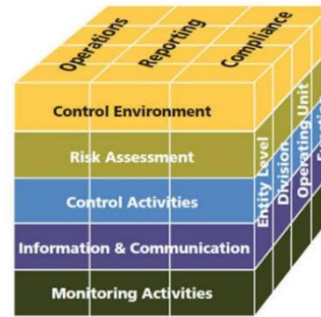 Operations
Reporting
Compliance
Control Environment
Risk Assessment
Control Activities
Information & Communication
Monitoring Activities
Entity Level
Division
Operating Unit